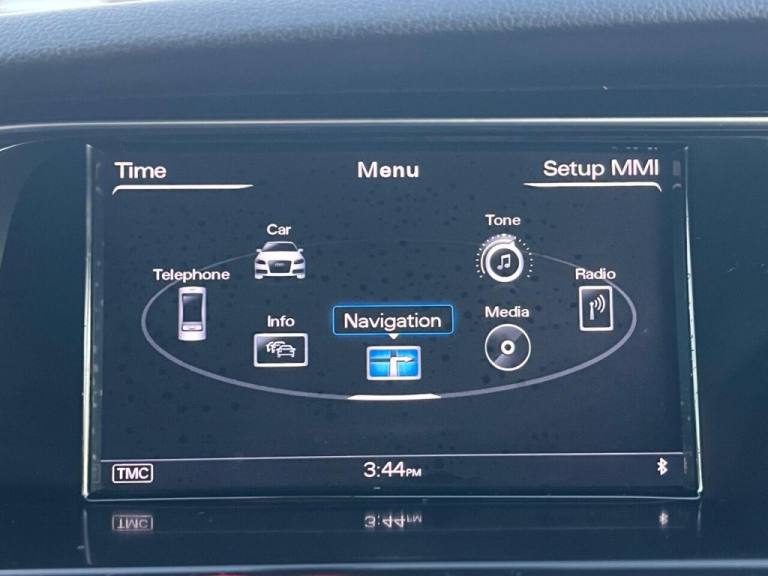 Time Menu Setup MMI
Car Tone
Telephone Radio
Info Navigation Media
TMC 3:44PM